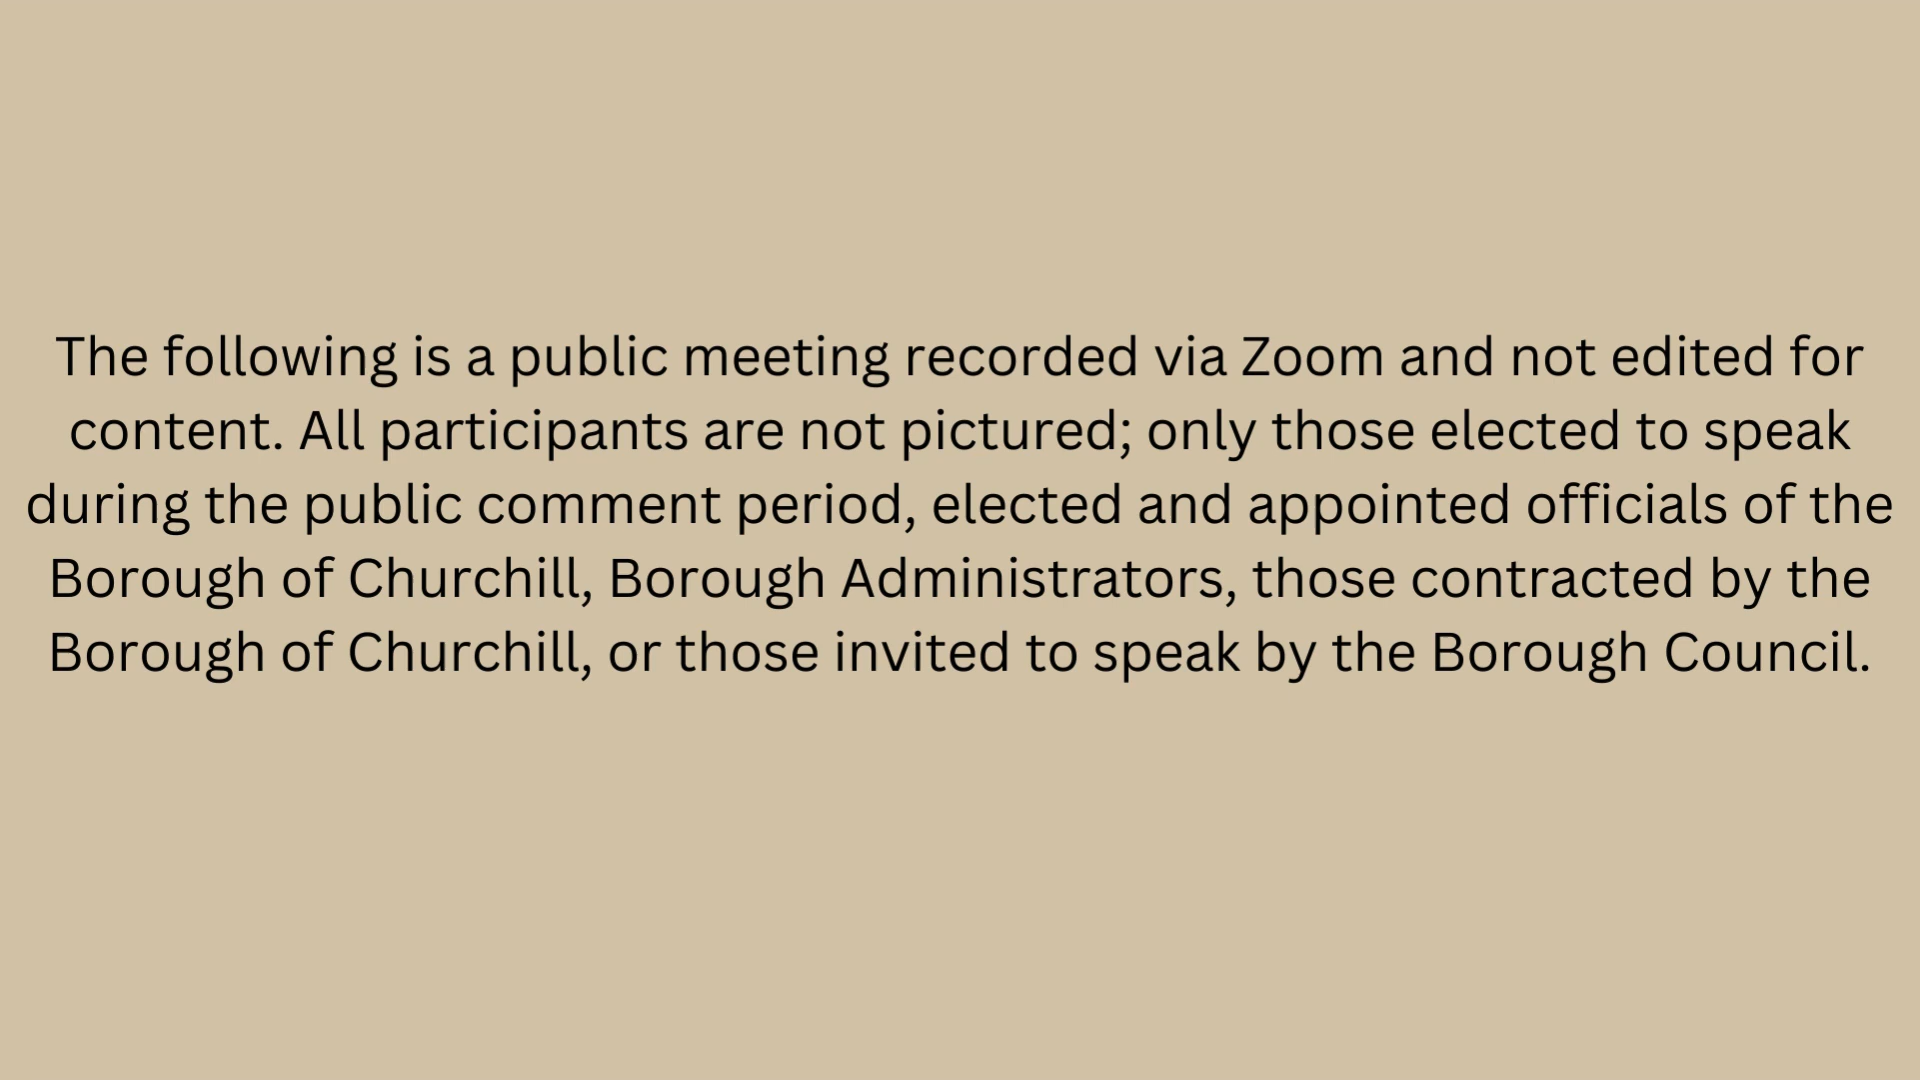 The following is a public meeting recorded via Zoom and not edited for
content. All participants are not pictured; only those elected to speak
during the public comment period, elected and appointed officials of the
Borough of Churchill, Borough Administrators, those contracted by the
Borough of Churchill, or those invited to speak by the Borough Council.